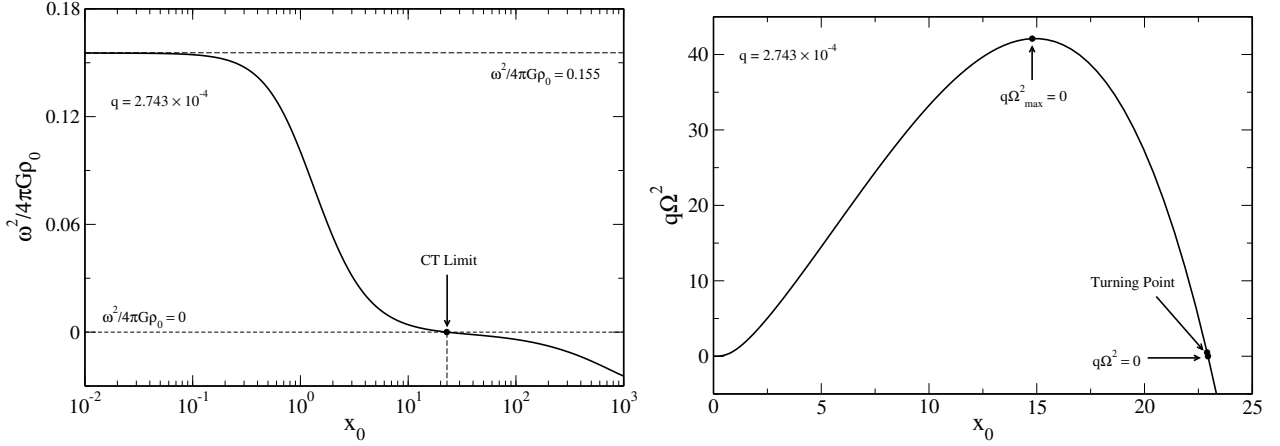 0.18
0.12
0.06
0
ω²/4πGρ₀
ω²/4πGρ₀ = 0.155
q = 2.743 × 10⁻⁴
CT Limit
ω²/4πGρ₀ = 0
10⁻² 10⁻¹ 10⁰ 10¹ 10² 10³
x₀
40
30
20
10
0
qΩ²
q = 2.743 × 10⁻⁴
qΩ²max = 0
Turning Point
qΩ² = 0
0 5 10 15 20 25
x₀